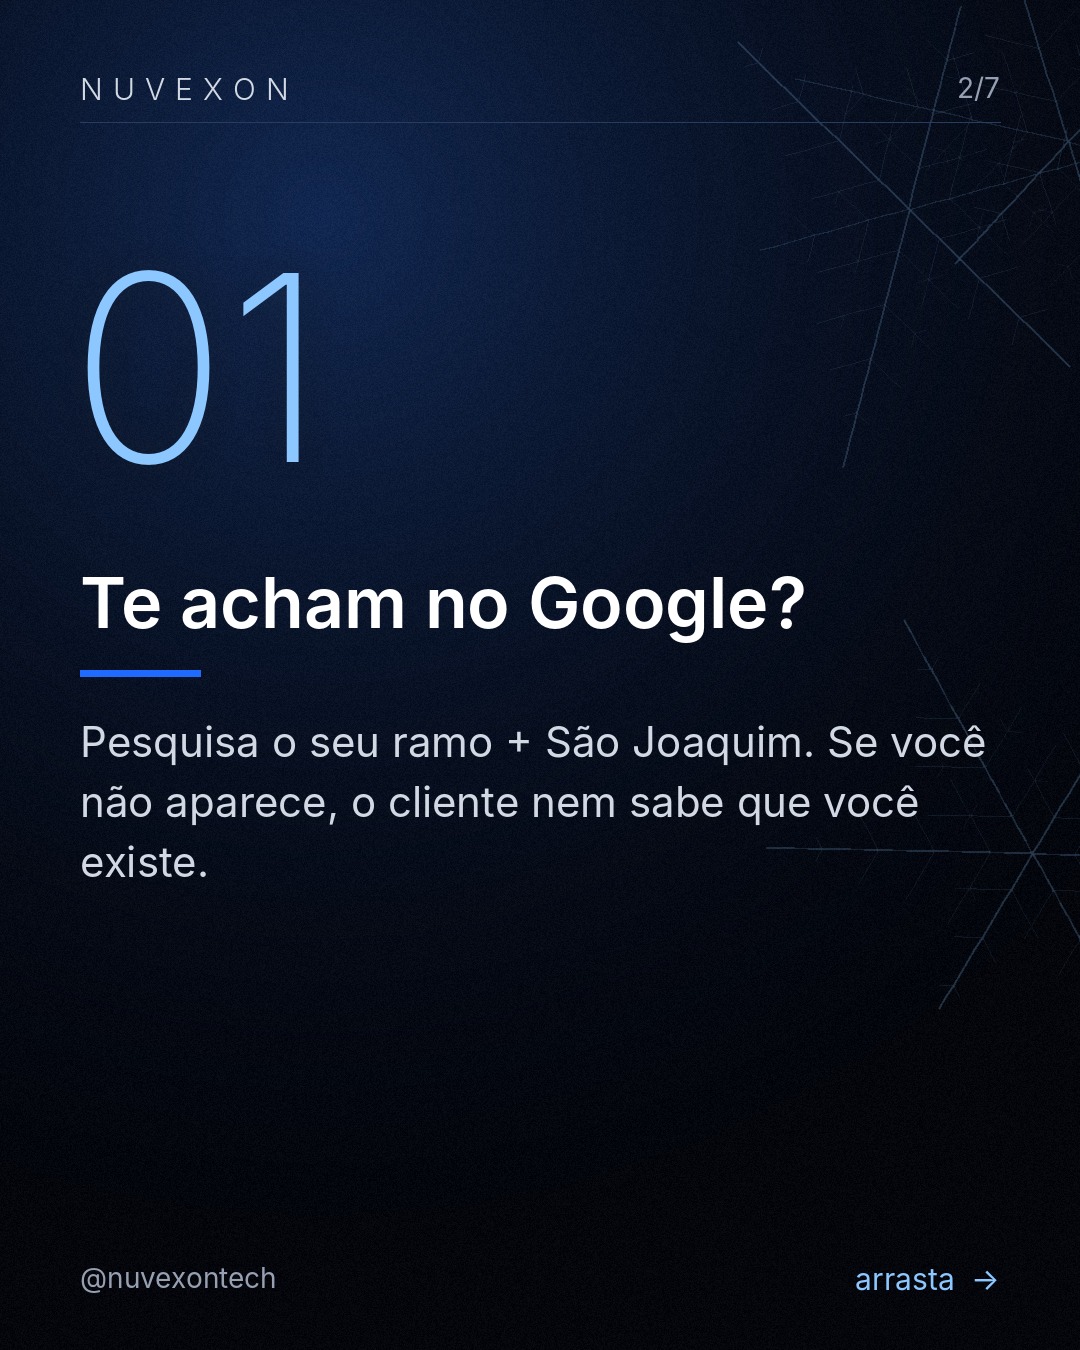 NUVEXON
2/7
01
Te acham no Google?
Pesquisa o seu ramo + São Joaquim. Se você
não aparece, o cliente nem sabe que você
existe.
@nuvexontech
arrasta →